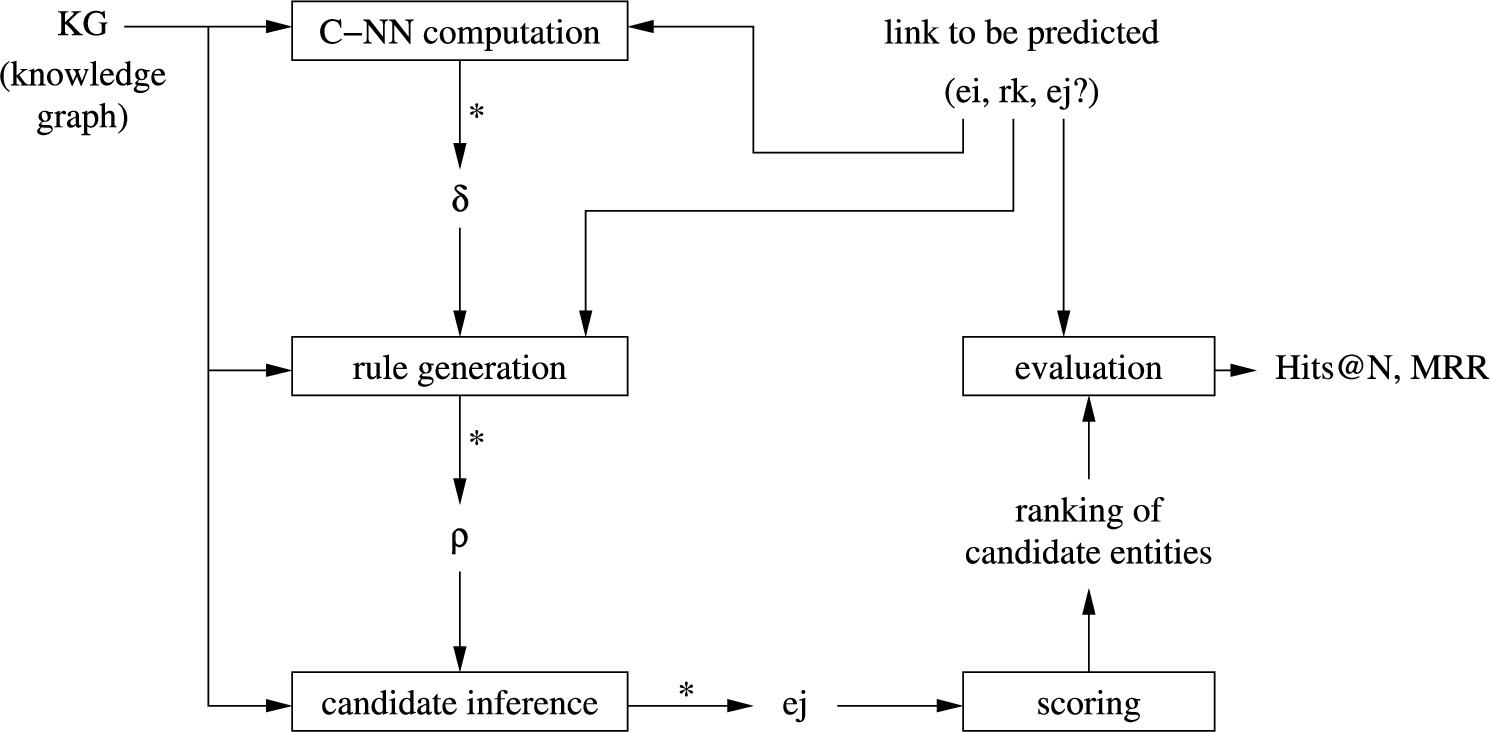 KG
(knowledge
graph)
C−NN computation
link to be predicted
(ei, rk, ej?)
*
δ
rule generation
evaluation
Hits@N, MRR
*
ρ
ranking of
candidate entities
candidate inference
*
ej
scoring